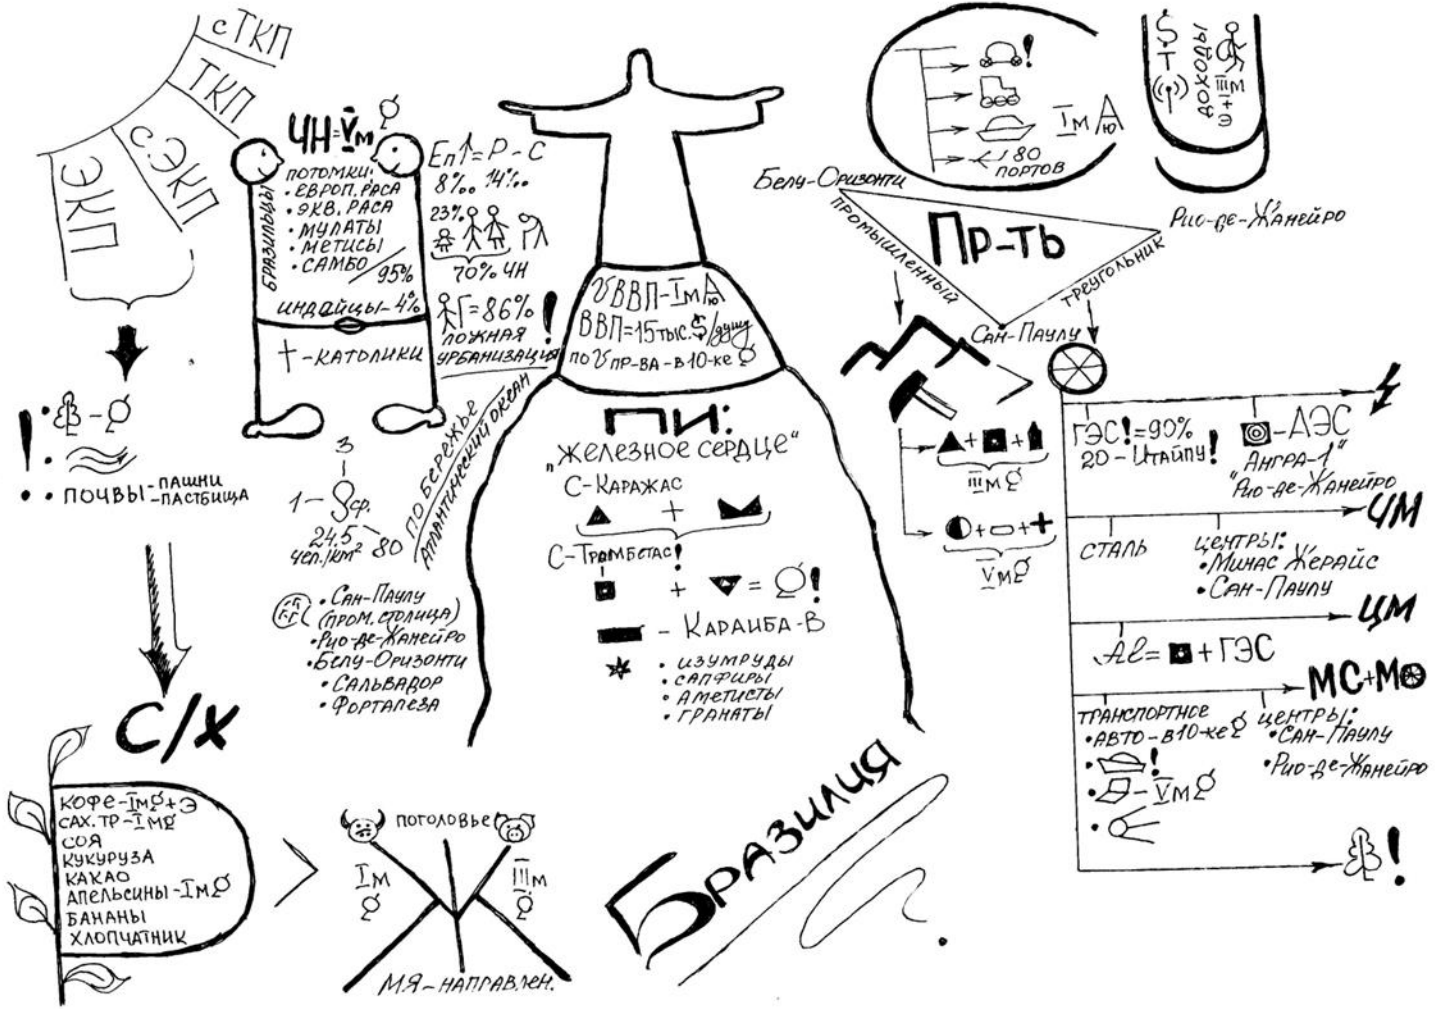 сТКП
ТКП
с.ЭКП
ЭКП
! :
• • ПОЧВЫ - ПАШНИ
- ПАСТБИЩА
С/Х
КОФЕ-IМ + Э
САХ.ТР-IМ
СОЯ
КУКУРУЗА
КАКАО
АПЕЛЬСИНЫ-IМ
БАНАНЫ
ХЛОПЧАТНИК
ПОГОЛОВЬЕ
IМ
IIIМ
МЯ-НАПРАВЛЕН.
ЧН=VМ
БРАЗИЛЬЦЫ
ПОТОМКИ:
• ЕВРОП. РАСА
• ЭКВ. РАСА
• МУЛАТЫ
• МЕТИСЫ
• САМБО
95%
ИНДЕЙЦЫ-4%
†-КАТОЛИКИ
ЕП↑=Р-С
8‰ 14‰
23%
70% ЧН
=86%!
ЛОЖНАЯ
УРБАНИЗАЦИЯ
ПО БЕРЕЖЬЕ
АТЛАНТИЧЕСКИЙ ОКЕАН
3
1-
ср.
24.5
ЧЕЛ./КМ²
80
• САН-ПАУЛУ
(ПРОМ. СТОЛИЦА)
• РИО-ДЕ-ЖАНЕЙРО
• БЕЛУ-ОРИЗОНТИ
• САЛЬВАДОР
• ФОРТАЛЕЗА
VВВП-IМ АЮ
ВВП=15 ТЫС.$/душу
ПО V ПР-ВА-В 10-КЕ
ПИ:
„ЖЕЛЕЗНОЕ СЕРДЦЕ“
С-КАРАЖАС
+
С-ТРОМБЕТАС!
+ = !
- КАРАИБА-В
• ИЗУМРУДЫ
• САПФИРЫ
• АМЕТИСТЫ
• ГРАНАТЫ
БРАЗИЛИЯ
!
IМ АЮ
80
ПОРТОВ
$
Т
ДОХОДЫ
Ш+IIIМ
БЕЛУ-ОРИЗОНТИ
РИО-ДЕ-ЖАНЕЙРО
ПР-ТЬ
ПРОМЫШЛЕННЫЙ
ТРЕУГОЛЬНИК
САН-ПАУЛУ
+ +
IIIМ
+ +
VМ
ГЭС!=90%
20-ИТАЙПУ!
-АЭС
"АНГРА-1"
РИО-ДЕ-ЖАНЕЙРО
ЧМ
СТАЛЬ
ЦЕНТРЫ:
• МИНАС ЖЕРАЙС
• САН-ПАУЛУ
ЦМ
Al= +ГЭС
МС+МО
ТРАНСПОРТНОЕ
• АВТО-В 10-КЕ
• !
• -VМ
•
ЦЕНТРЫ:
• САН-ПАУЛУ
• РИО-ДЕ-ЖАНЕЙРО
!